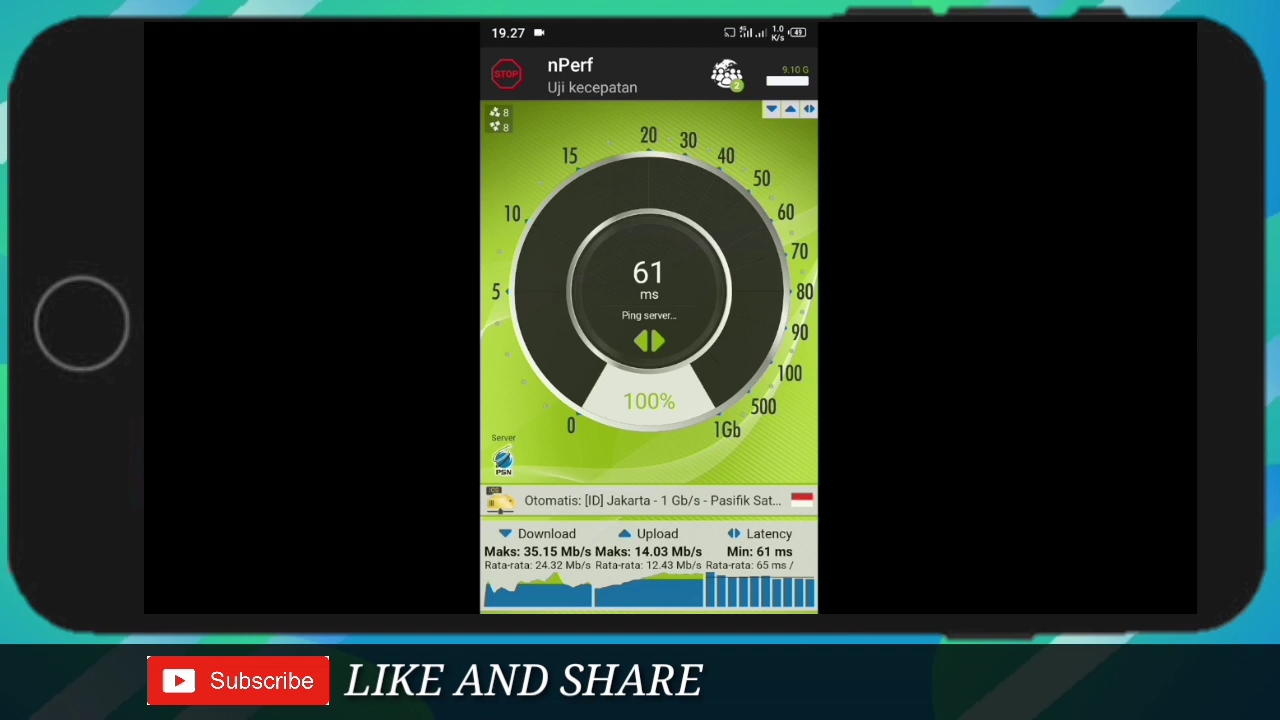 19.27
4G
1.0
K/s
49
STOP
nPerf
Uji kecepatan
2
9.10 G
8
8
20
15
30
40
10
50
60
70
5
80
90
100
500
0
1Gb
61
ms
Ping server...
100%
Server
PSN
Otomatis: [ID] Jakarta - 1 Gb/s - Pasifik Sat...
Download Upload Latency
Maks: 35.15 Mb/s Maks: 14.03 Mb/s Min: 61 ms
Rata-rata: 24.32 Mb/s Rata-rata: 12.43 Mb/s Rata-rata: 65 ms /
Subscribe
LIKE AND SHARE